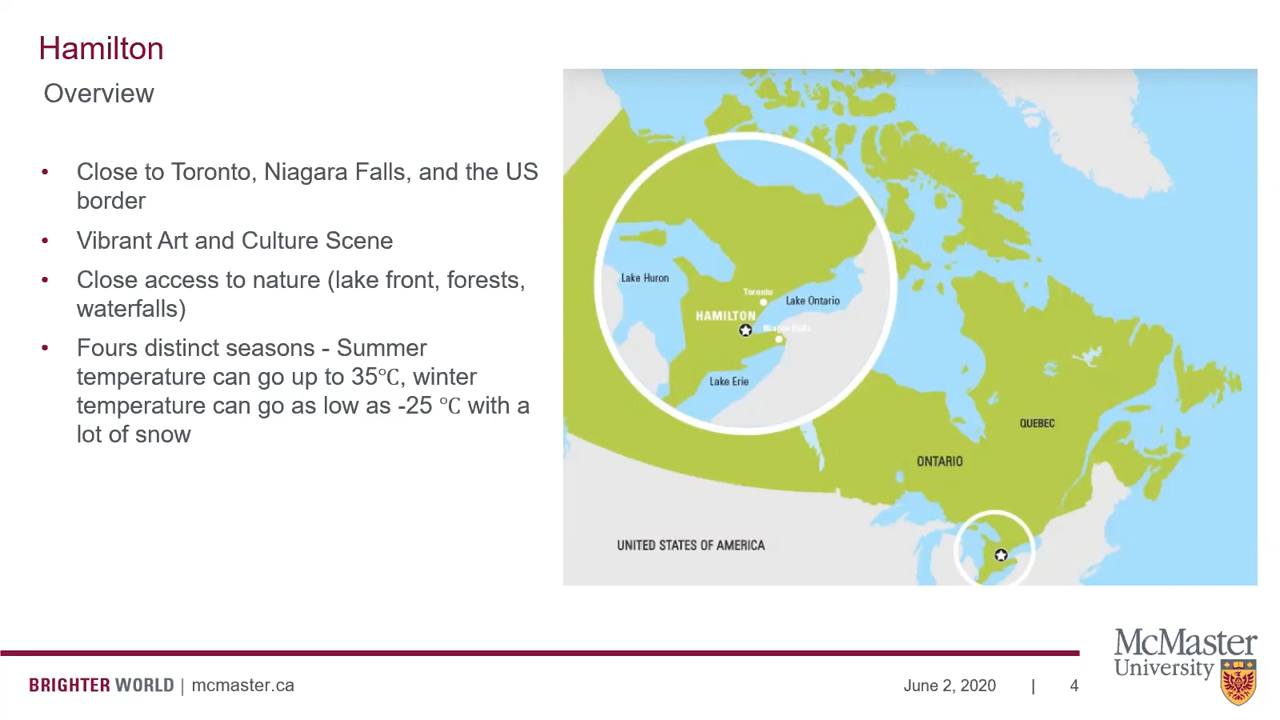 Hamilton
Overview
• Close to Toronto, Niagara Falls, and the US
border
• Vibrant Art and Culture Scene
• Close access to nature (lake front, forests,
waterfalls)
• Fours distinct seasons - Summer
temperature can go up to 35℃, winter
temperature can go as low as -25 ℃ with a
lot of snow
Lake Huron
Toronto
Lake Ontario
HAMILTON
Niagara Falls
Lake Erie
QUEBEC
ONTARIO
UNITED STATES OF AMERICA
McMaster
University
BRIGHTER WORLD | mcmaster.ca
June 2, 2020 | 4